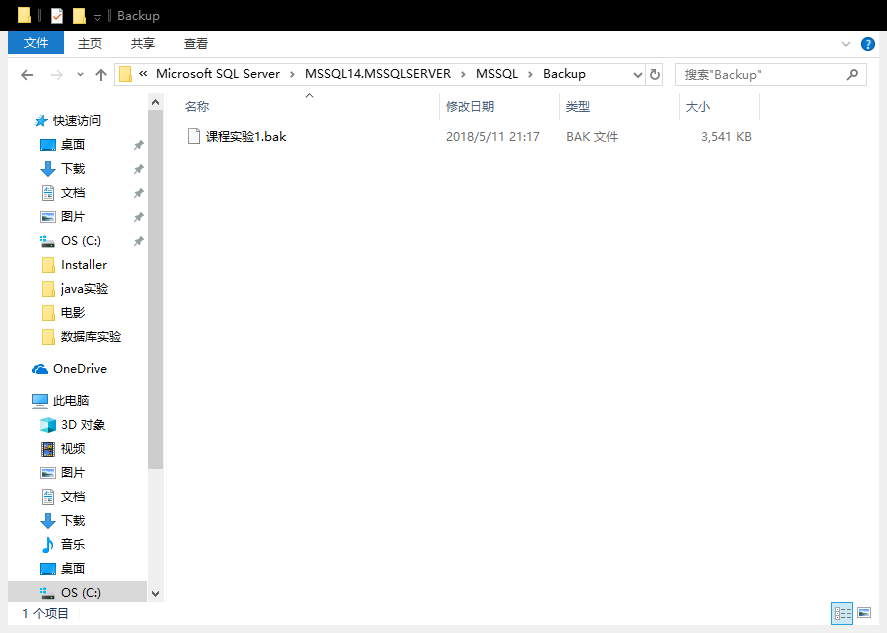 Backup
文件 主页 共享 查看
« Microsoft SQL Server > MSSQL14.MSSQLSERVER > MSSQL > Backup 搜索"Backup"
名称 修改日期 类型 大小
课程实验1.bak 2018/5/11 21:17 BAK 文件 3,541 KB
快速访问
桌面
下载
文档
图片
OS (C:)
Installer
java实验
电影
数据库实验
OneDrive
此电脑
3D 对象
视频
图片
文档
下载
音乐
桌面
OS (C:)
1 个项目